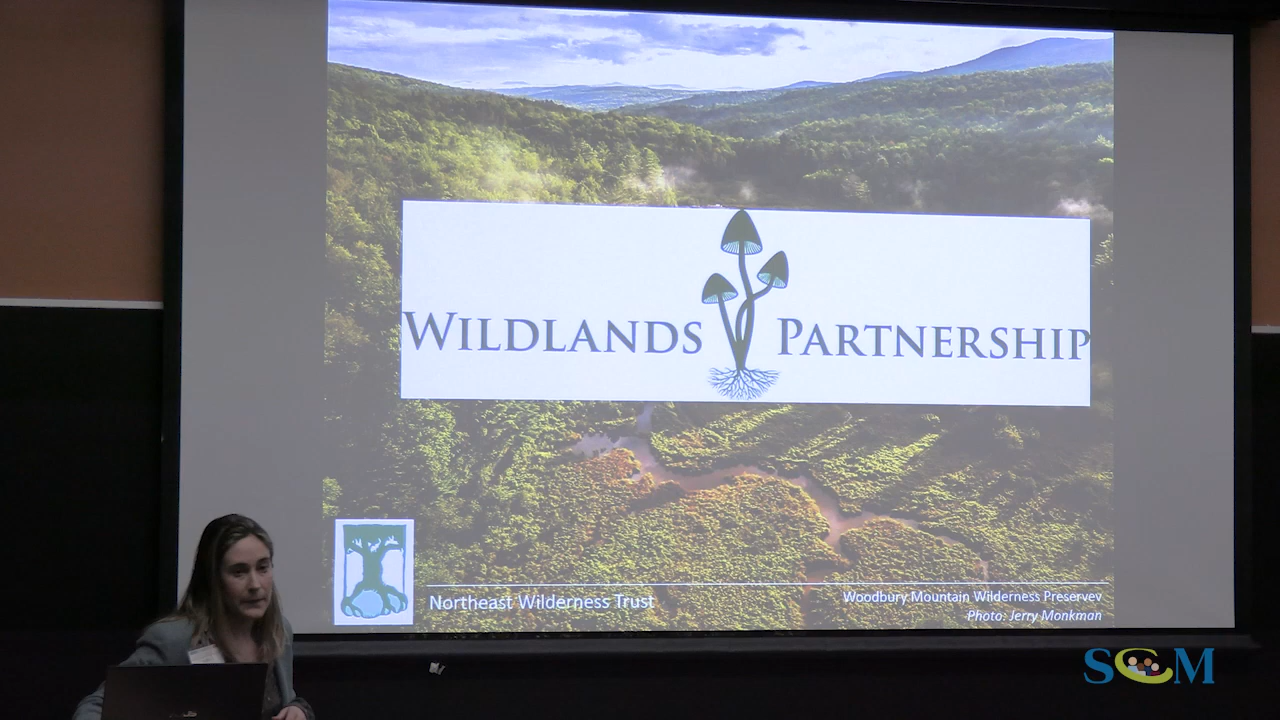 WILDLANDS PARTNERSHIP
Northeast Wilderness Trust
Woodbury Mountain Wilderness Preservev
Photo: Jerry Monkman
SCM